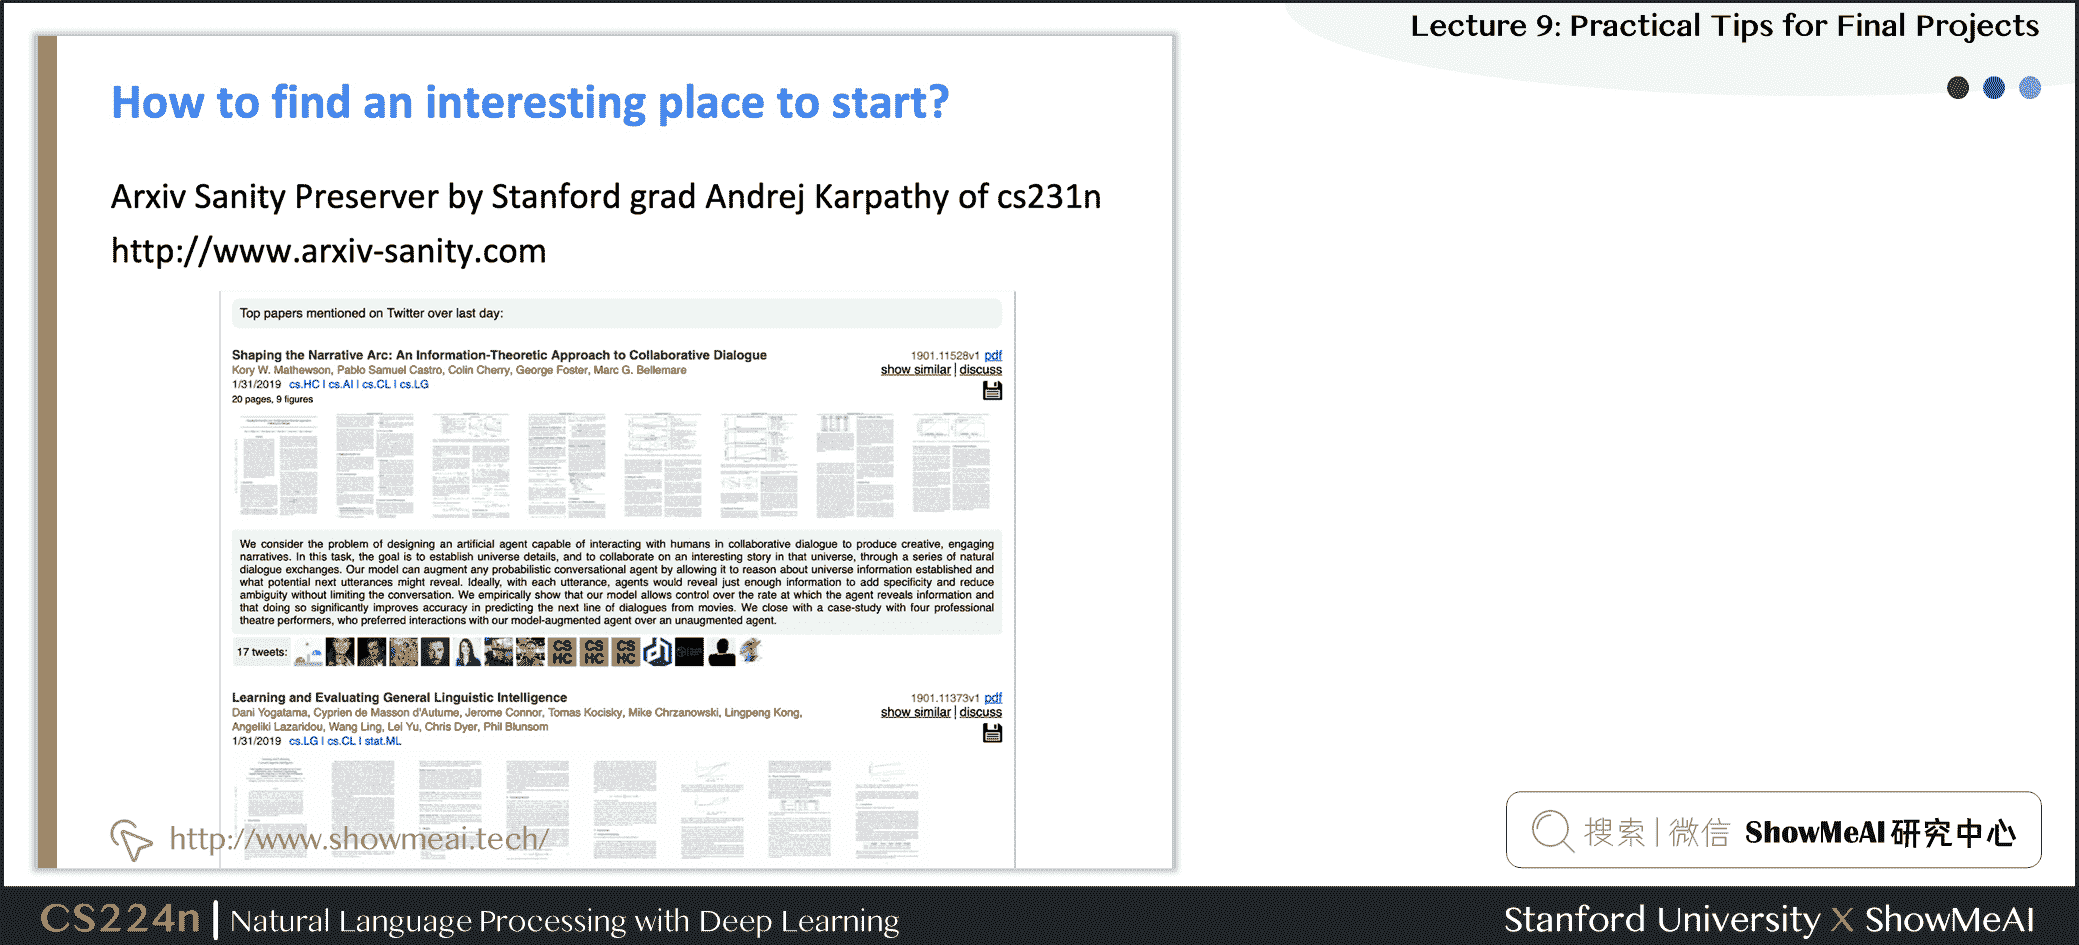 Lecture 9: Practical Tips for Final Projects
How to find an interesting place to start?
Arxiv Sanity Preserver by Stanford grad Andrej Karpathy of cs231n
http://www.arxiv-sanity.com
Top papers mentioned on Twitter over last day:
Shaping the Narrative Arc: An Information-Theoretic Approach to Collaborative Dialogue
1901.11528v1 pdf
Kory W. Mathewson, Pablo Samuel Castro, Colin Cherry, George Foster, Marc G. Bellemare
show similar | discuss
1/31/2019 cs.HC | cs.AI | cs.CL | cs.LG
20 pages, 9 figures
We consider the problem of designing an artificial agent capable of interacting with humans in collaborative dialogue to produce creative, engaging
narratives. In this task, the goal is to establish universe details, and to collaborate on an interesting story in that universe, through a series of natural
dialogue exchanges. Our model can augment any probabilistic conversational agent by allowing it to reason about universe information established and
what potential next utterances might reveal. Ideally, with each utterance, agents would reveal just enough information to add specificity and reduce
ambiguity without limiting the conversation. We empirically show that our model allows control over the rate at which the agent reveals information and
that doing so significantly improves accuracy in predicting the next line of dialogues from movies. We close with a case-study with four professional
theatre performers, who preferred interactions with our model-augmented agent over an unaugmented agent.
17 tweets:
CS HC CS HC CS HC
Learning and Evaluating General Linguistic Intelligence
1901.11373v1 pdf
Dani Yogatama, Cyprien de Masson d'Autume, Jerome Connor, Tomas Kocisky, Mike Chrzanowski, Lingpeng Kong,
show similar | discuss
Angeliki Lazaridou, Wang Ling, Lei Yu, Chris Dyer, Phil Blunsom
1/31/2019 cs.LG | cs.CL | stat.ML
http://www.showmeai.tech/
搜索 | 微信 ShowMeAI 研究中心
CS224n | Natural Language Processing with Deep Learning
Stanford University X ShowMeAI